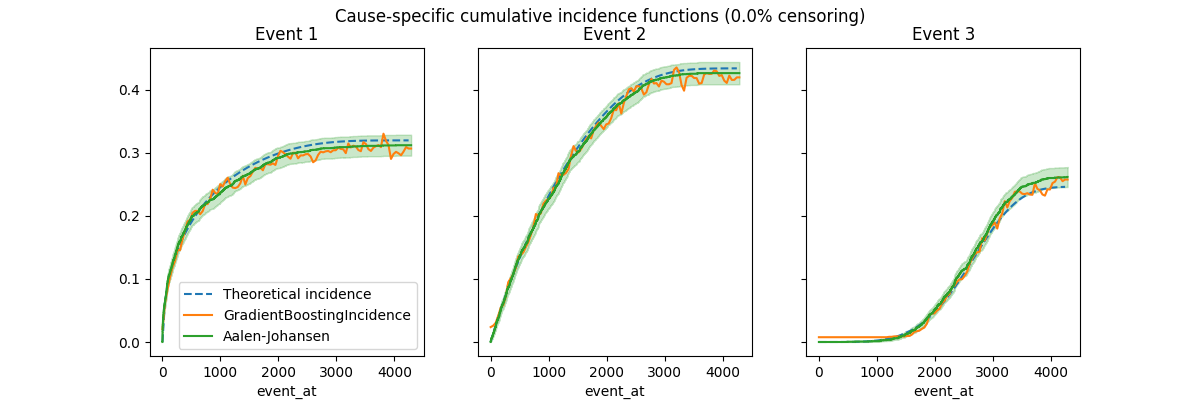 Cause-specific cumulative incidence functions (0.0% censoring)
Event 1
Event 2
Event 3
0.4
0.3
0.2
0.1
0.0
Theoretical incidence
GradientBoostingIncidence
Aalen-Johansen
0 1000 2000 3000 4000
0 1000 2000 3000 4000
0 1000 2000 3000 4000
event_at
event_at
event_at